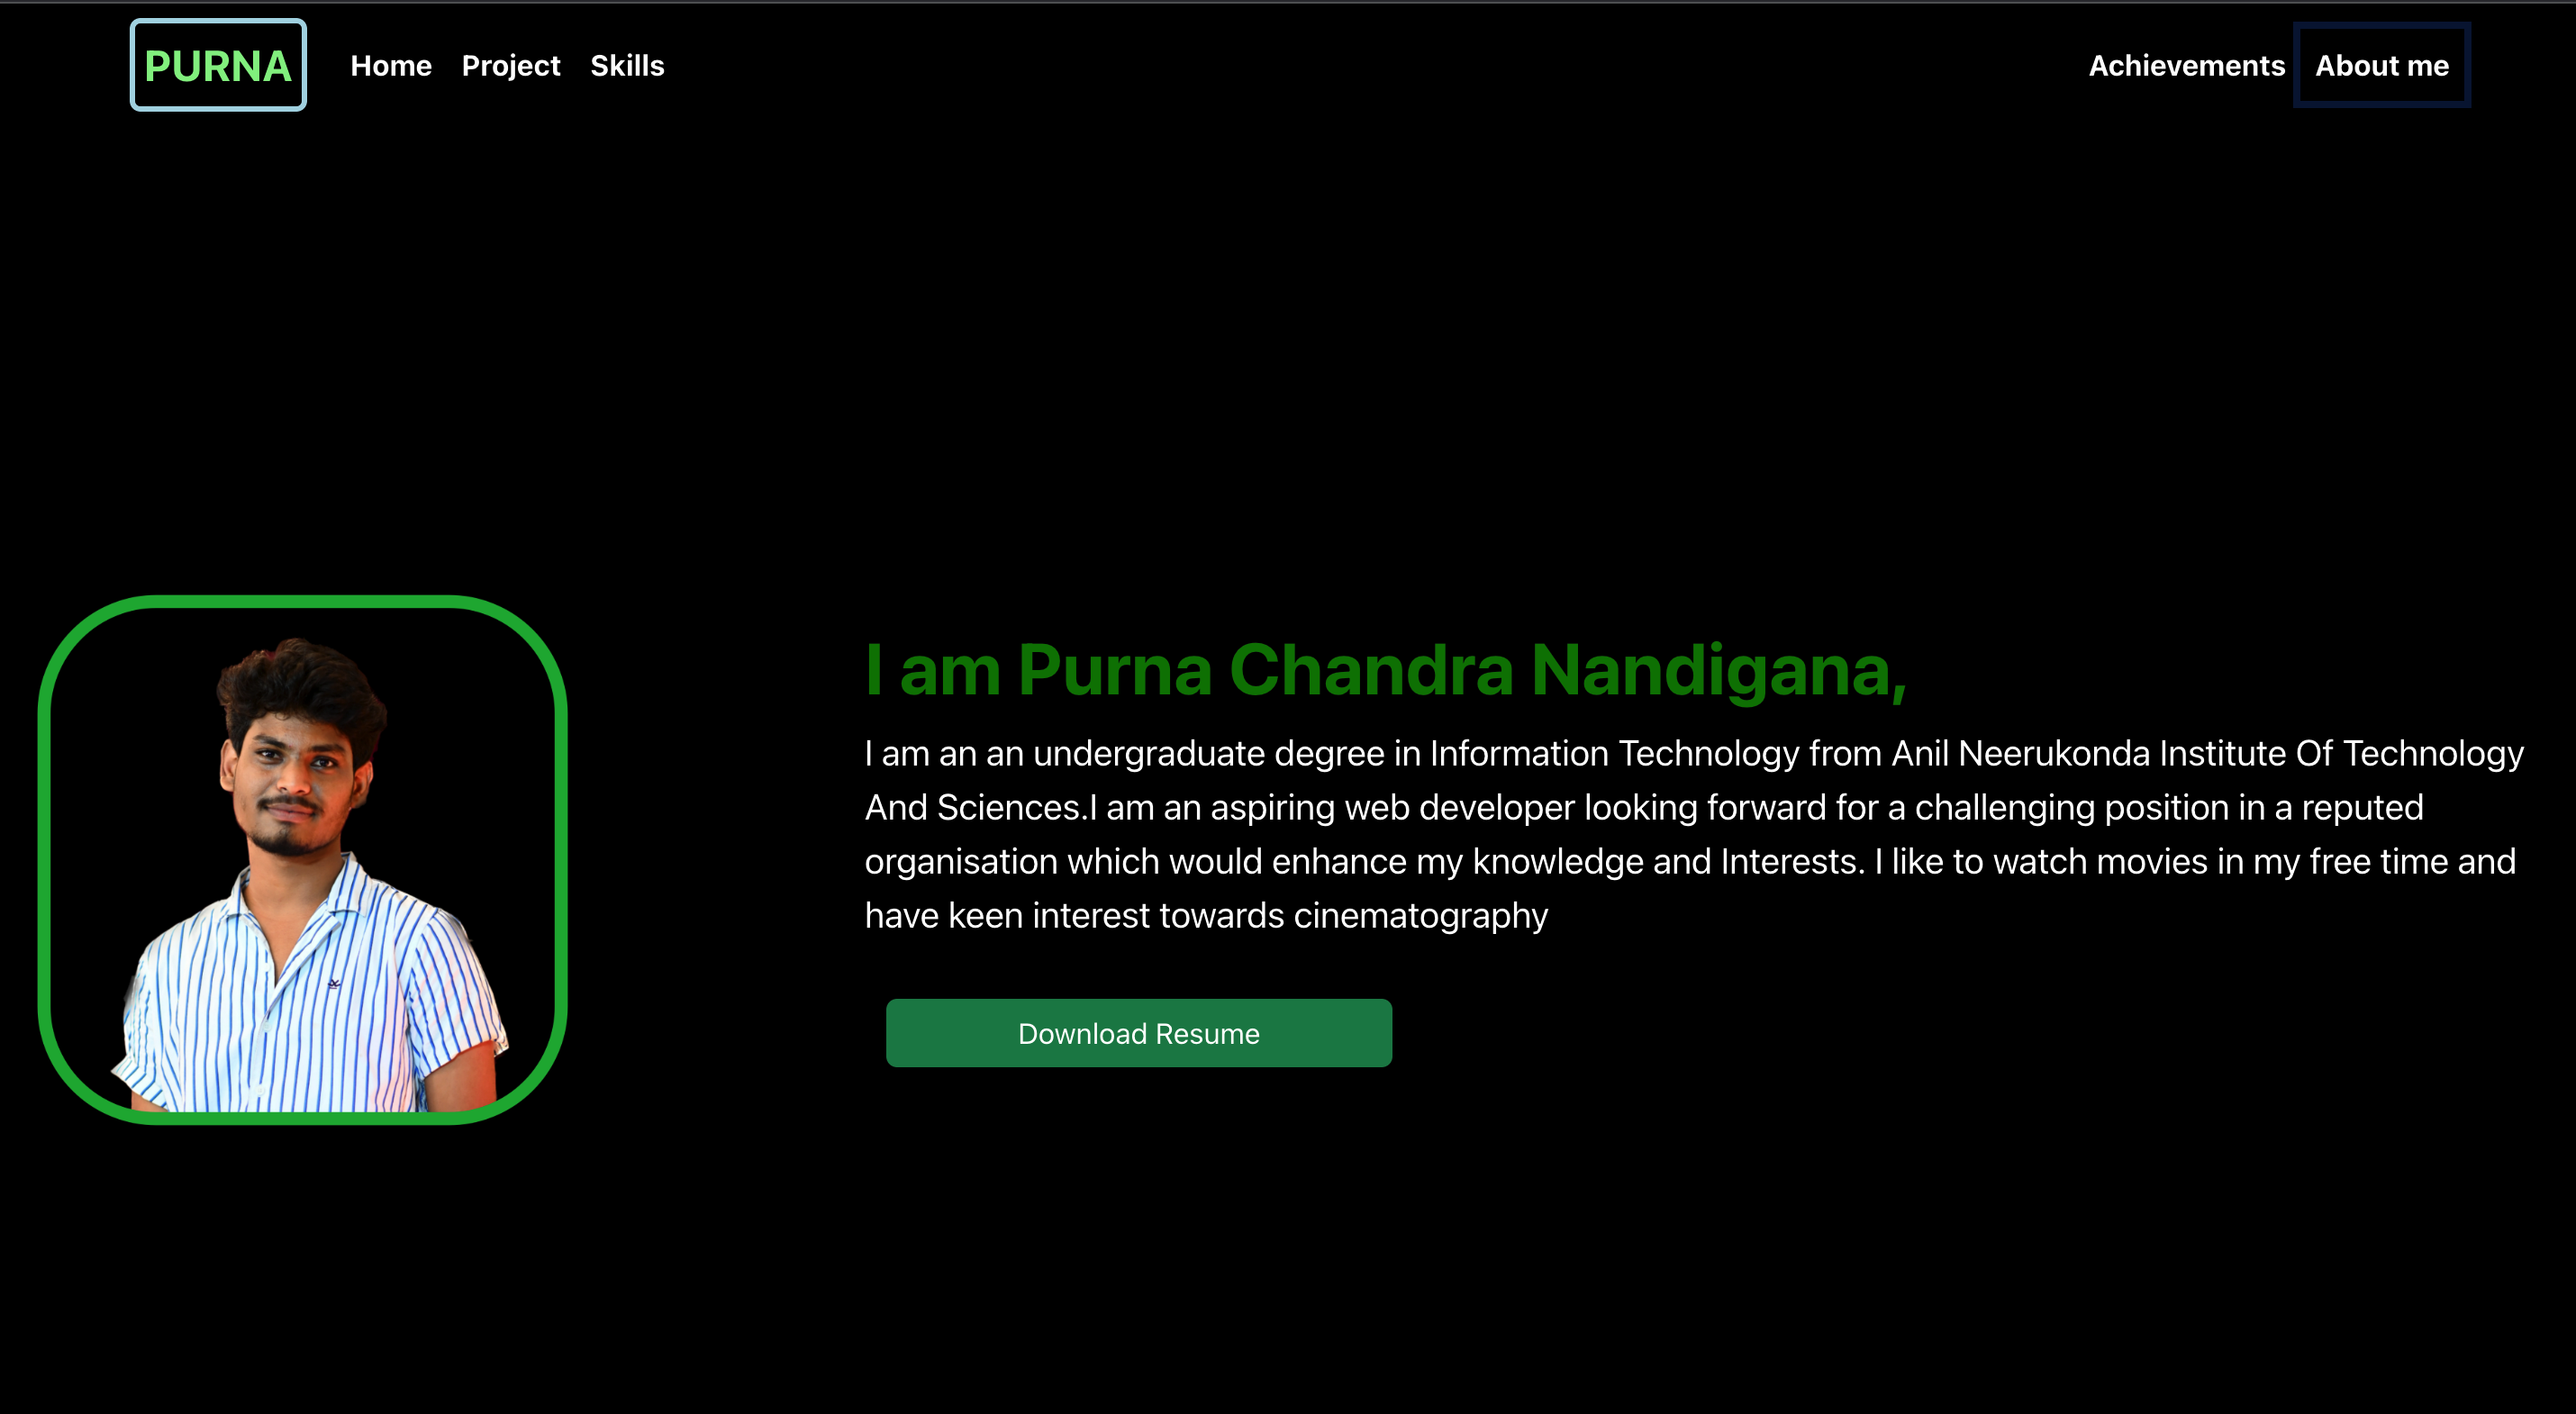 PURNA
Home Project Skills
Achievements About me
I am Purna Chandra Nandigana,
I am an an undergraduate degree in Information Technology from Anil Neerukonda Institute Of Technology
And Sciences.I am an aspiring web developer looking forward for a challenging position in a reputed
organisation which would enhance my knowledge and Interests. I like to watch movies in my free time and
have keen interest towards cinematography
Download Resume